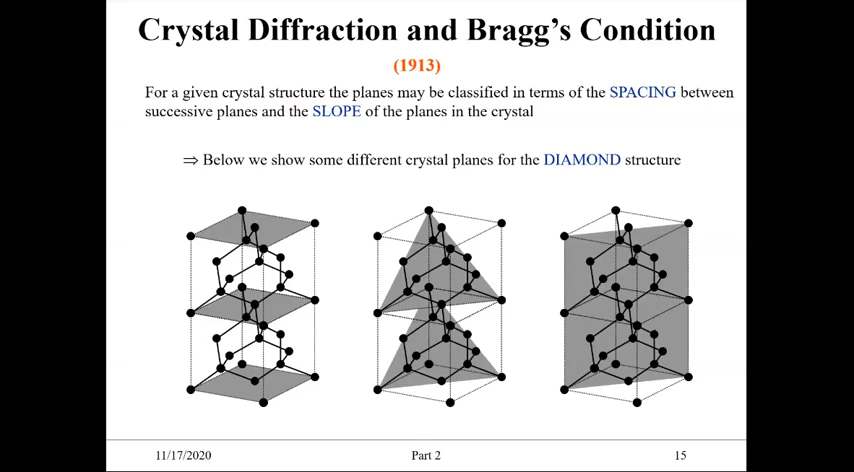 Crystal Diffraction and Bragg's Condition
(1913)
For a given crystal structure the planes may be classified in terms of the SPACING between
successive planes and the SLOPE of the planes in the crystal
⇒ Below we show some different crystal planes for the DIAMOND structure
11/17/2020
Part 2
15